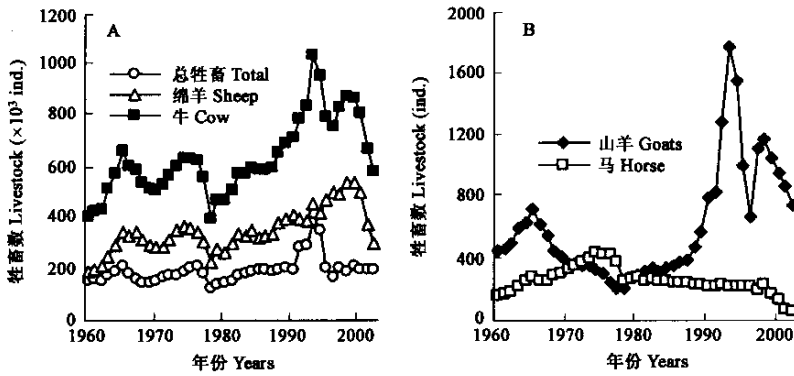 A
牲畜数 Livestock (×10³ ind.)
1200
1000
800
600
400
200
0
总牲畜 Total
绵羊 Sheep
牛 Cow
1960 1970 1980 1990 2000
年份 Years
B
牲畜数 Livestock (ind.)
2000
1600
1200
800
400
0
山羊 Goats
马 Horse
1960 1970 1980 1990 2000
年份 Years